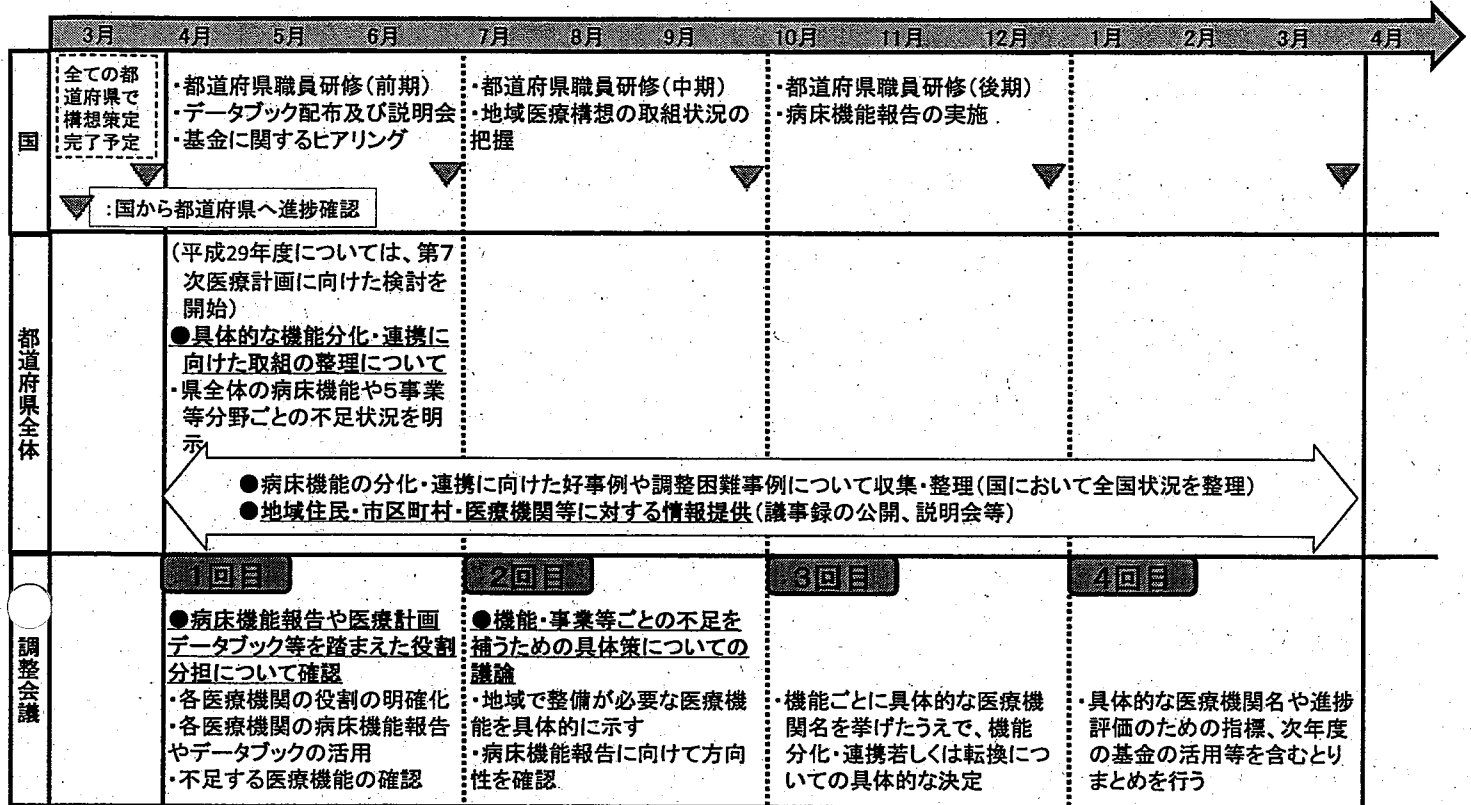 3月 4月 5月 6月 7月 8月 9月 10月 11月 12月 1月 2月 3月 4月
国
全ての都
道府県で
構想策定
完了予定
・都道府県職員研修(前期)
・データブック配布及び説明会
・基金に関するヒアリング
・都道府県職員研修(中期)
・地域医療構想の取組状況の
把握
・都道府県職員研修(後期)
・病床機能報告の実施
:国から都道府県へ進捗確認
都道府県全体
(平成29年度については、第7
次医療計画に向けた検討を
開始)
●具体的な機能分化・連携に
向けた取組の整理について
・県全体の病床機能や5事業
等分野ごとの不足状況を明
示
●病床機能の分化・連携に向けた好事例や調整困難事例について収集・整理(国において全国状況を整理)
●地域住民・市区町村・医療機関等に対する情報提供(議事録の公開、説明会等)
調整会議
1回目
●病床機能報告や医療計画
データブック等を踏まえた役割
分担について確認
・各医療機関の役割の明確化
・各医療機関の病床機能報告
やデータブックの活用
・不足する医療機能の確認
2回目
●機能・事業等ごとの不足を
補うための具体策についての
議論
・地域で整備が必要な医療機
能を具体的に示す
・病床機能報告に向けて方向
性を確認
3回目
・機能ごとに具体的な医療機
関名を挙げたうえで、機能
分化・連携若しくは転換につ
いての具体的な決定
4回目
・具体的な医療機関名や進捗
評価のための指標、次年度
の基金の活用等を含むとり
まとめを行う